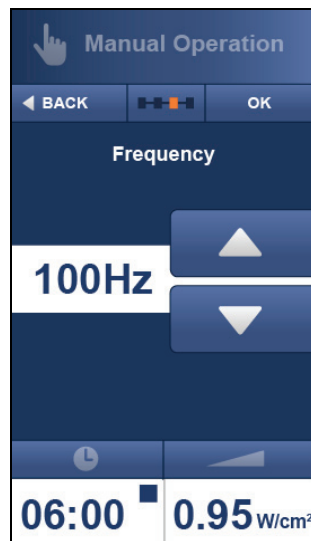 Manual Operation
BACK OK
Frequency
100Hz
06:00 0.95 W/cm²